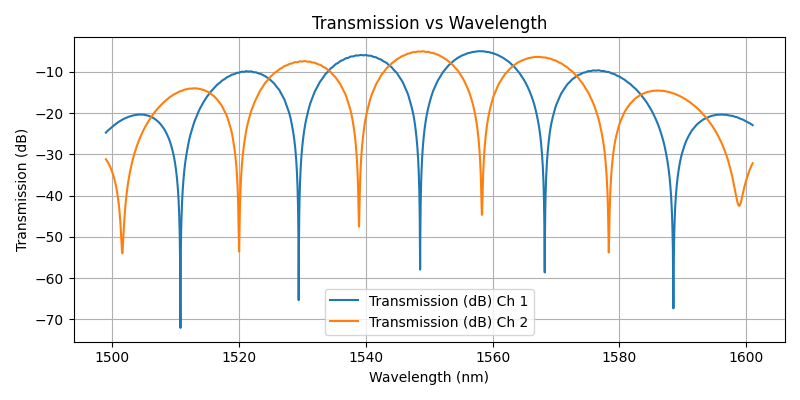 Transmission vs Wavelength
Transmission (dB)
−10
−20
−30
−40
−50
−60
−70
Transmission (dB) Ch 1
Transmission (dB) Ch 2
1500 1520 1540 1560 1580 1600
Wavelength (nm)